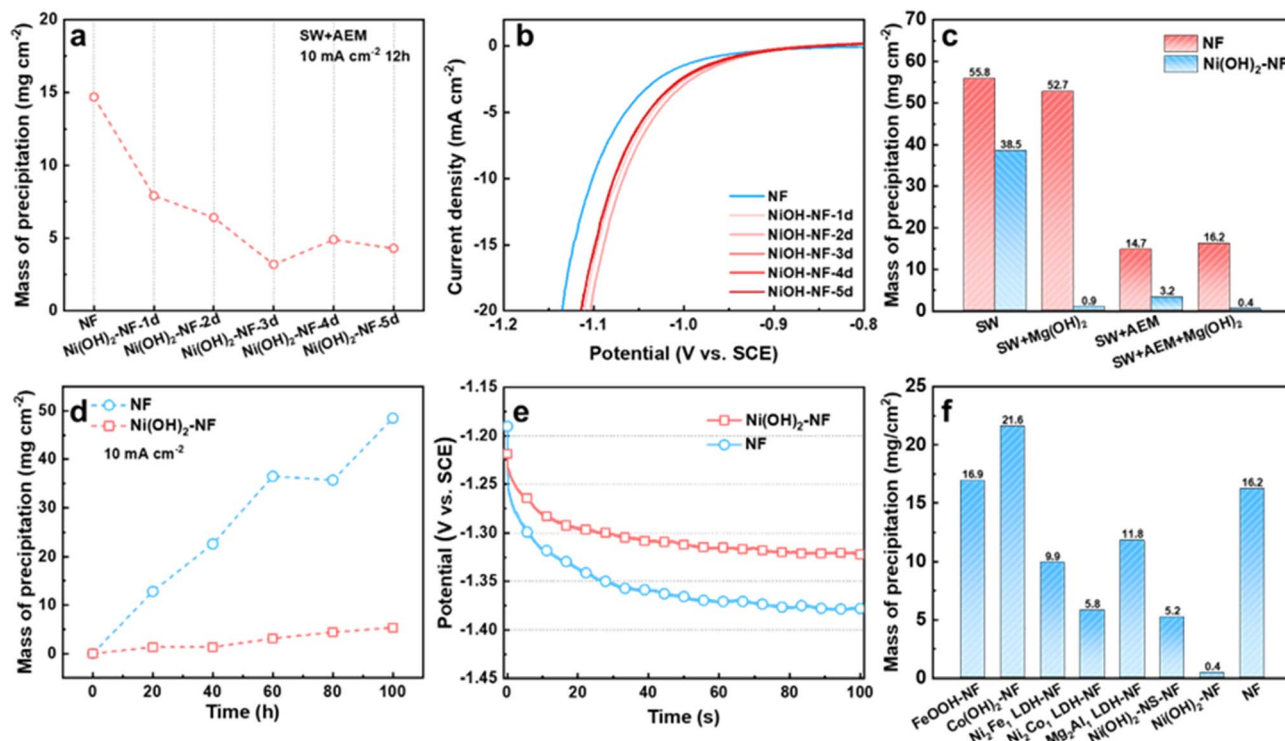 a
SW+AEM
10 mA cm⁻² 12h
Mass of precipitation (mg cm⁻²)
20
15
10
5
0
NF
Ni(OH)₂-NF-1d
Ni(OH)₂-NF-2d
Ni(OH)₂-NF-3d
Ni(OH)₂-NF-4d
Ni(OH)₂-NF-5d
b
Current density (mA cm⁻²)
0
-5
-10
-15
-20
NF
NiOH-NF-1d
NiOH-NF-2d
NiOH-NF-3d
NiOH-NF-4d
NiOH-NF-5d
-1.2 -1.1 -1.0 -0.9 -0.8
Potential (V vs. SCE)
c
NF
Ni(OH)₂-NF
Mass of precipitation (mg cm⁻²)
70
60
50
40
30
20
10
0
55.8
38.5
52.7
0.9
14.7
3.2
16.2
0.4
SW
SW+Mg(OH)₂
SW+AEM
SW+AEM+Mg(OH)₂
d
NF
Ni(OH)₂-NF
10 mA cm⁻²
Mass of precipitation (mg cm⁻²)
50
40
30
20
10
0
0 20 40 60 80 100
Time (h)
e
Ni(OH)₂-NF
NF
Potential (V vs. SCE)
-1.15
-1.20
-1.25
-1.30
-1.35
-1.40
-1.45
0 20 40 60 80 100
Time (s)
f
Mass of precipitation (mg/cm²)
25
20
15
10
5
0
16.9
21.6
9.9
5.8
11.8
5.2
0.4
16.2
FeOOH-NF
Co(OH)₂-NF
Ni₂Fe₁ LDH-NF
Ni₂Co₁ LDH-NF
Mg₂Al₁ LDH-NF
Ni(OH)₂-NS-NF
Ni(OH)₂-NF
NF